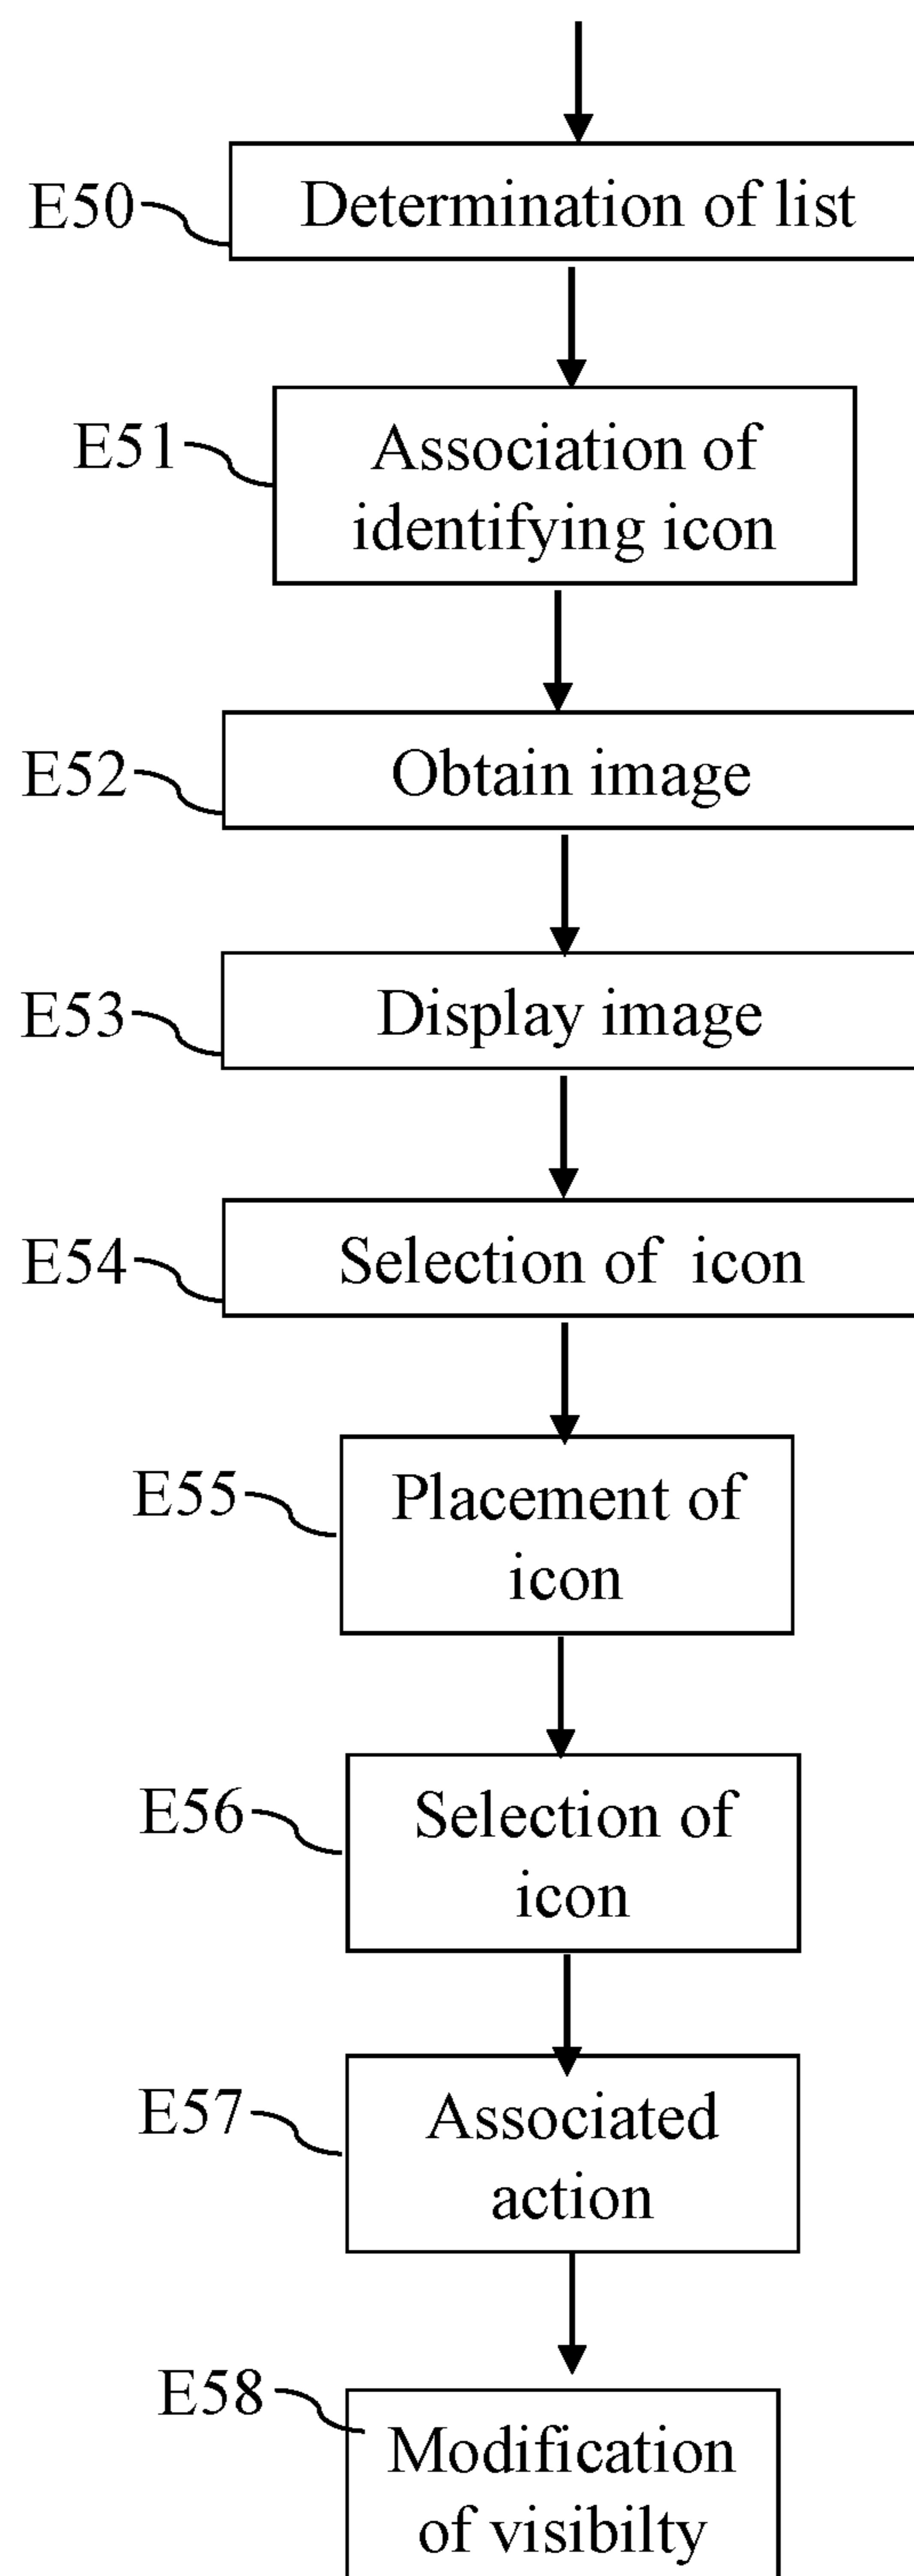 E50
Determination of list
E51
Association of
identifying icon
E52
Obtain image
E53
Display image
E54
Selection of  icon
E55
Placement of
icon
E56
Selection of
icon
E57
Associated
action
E58
Modification
of visibilty